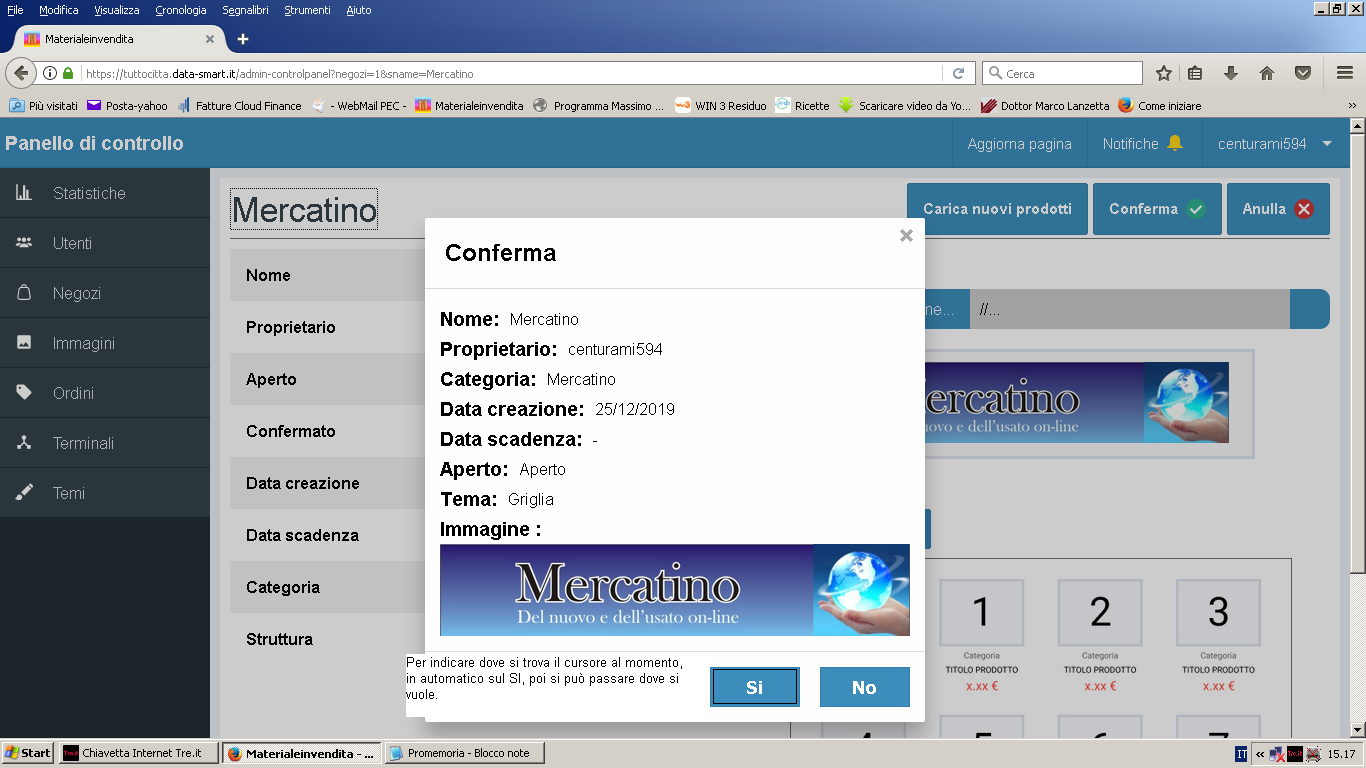 File Modifica Visualizza Cronologia Segnalibri Strumenti Aiuto
Materialeinvendita
https://tuttocitta.data-smart.it/admin-controlpanel?negozi=1&sname=Mercatino
Cerca
Più visitati Posta-yahoo Fatture Cloud Finance - WebMail PEC - Materialeinvendita Programma Massimo ... WIN 3 Residuo Ricette Scaricare video da Yo... Dottor Marco Lanzetta Come iniziare
Panello di controllo
Aggiorna pagina Notifiche centurami594
Statistiche
Utenti
Negozi
Immagini
Ordini
Terminali
Temi
Mercatino
Carica nuovi prodotti Conferma Anulla
Nome
Proprietario
Aperto
Confermato
Data creazione
Data scadenza
Categoria
Struttura
ne... //...
ercatino
nuovo e dell'usato on-line
Conferma
Nome: Mercatino
Proprietario: centurami594
Categoria: Mercatino
Data creazione: 25/12/2019
Data scadenza: -
Aperto: Aperto
Tema: Griglia
Immagine :
Mercatino
Del nuovo e dell'usato on-line
Per indicare dove si trova il cursore al momento,
in automatico sul SI, poi si può passare dove si
vuole.
Si No
1 2 3
Categoria Categoria Categoria
TITOLO PRODOTTO TITOLO PRODOTTO TITOLO PRODOTTO
x.xx € x.xx € x.xx €
4 5 6 7
Start Chiavetta Internet Tre.it Materialeinvendita - ... Promemoria - Blocco note IT « Tre.it 15.17